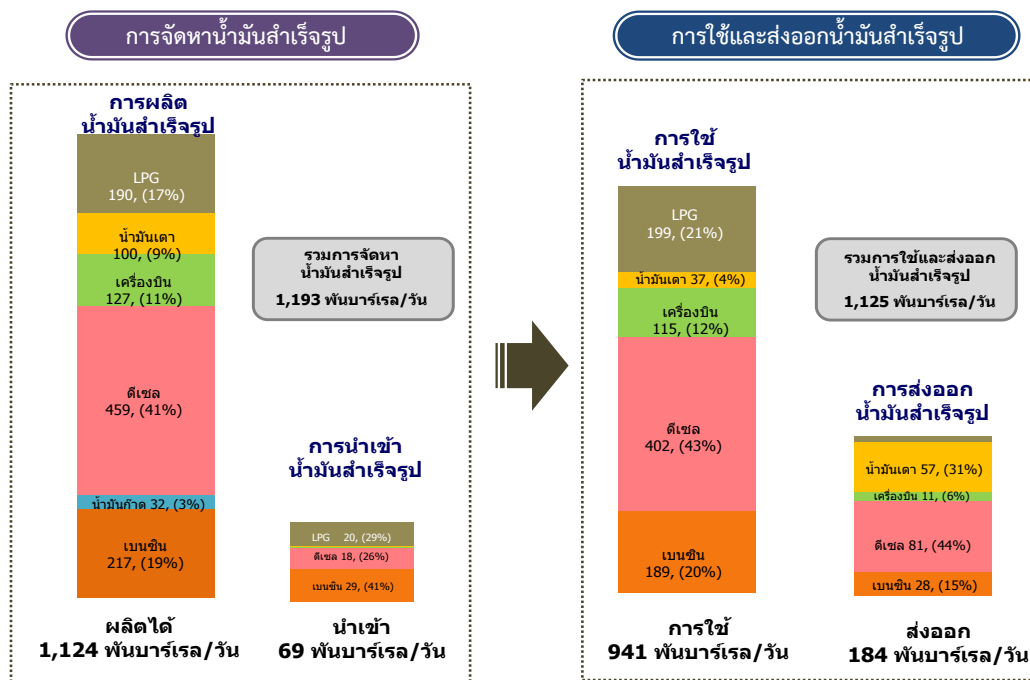 การจัดหาน้ำมันสำเร็จรูป
การผลิต
น้ำมันสำเร็จรูป
LPG
190, (17%)
น้ำมันเตา
100, (9%)
เครื่องบิน
127, (11%)
ดีเซล
459, (41%)
น้ำมันก๊าด 32, (3%)
เบนซิน
217, (19%)
ผลิตได้
1,124 พันบาร์เรล/วัน
รวมการจัดหา
น้ำมันสำเร็จรูป
1,193 พันบาร์เรล/วัน
การนำเข้า
น้ำมันสำเร็จรูป
LPG 20, (29%)
ดีเซล 18, (26%)
เบนซิน 29, (41%)
นำเข้า
69 พันบาร์เรล/วัน
การใช้และส่งออกน้ำมันสำเร็จรูป
การใช้
น้ำมันสำเร็จรูป
LPG
199, (21%)
น้ำมันเตา 37, (4%)
เครื่องบิน
115, (12%)
ดีเซล
402, (43%)
เบนซิน
189, (20%)
การใช้
941 พันบาร์เรล/วัน
รวมการใช้และส่งออก
น้ำมันสำเร็จรูป
1,125 พันบาร์เรล/วัน
การส่งออก
น้ำมันสำเร็จรูป
น้ำมันเตา 57, (31%)
เครื่องบิน 11, (6%)
ดีเซล 81, (44%)
เบนซิน 28, (15%)
ส่งออก
184 พันบาร์เรล/วัน